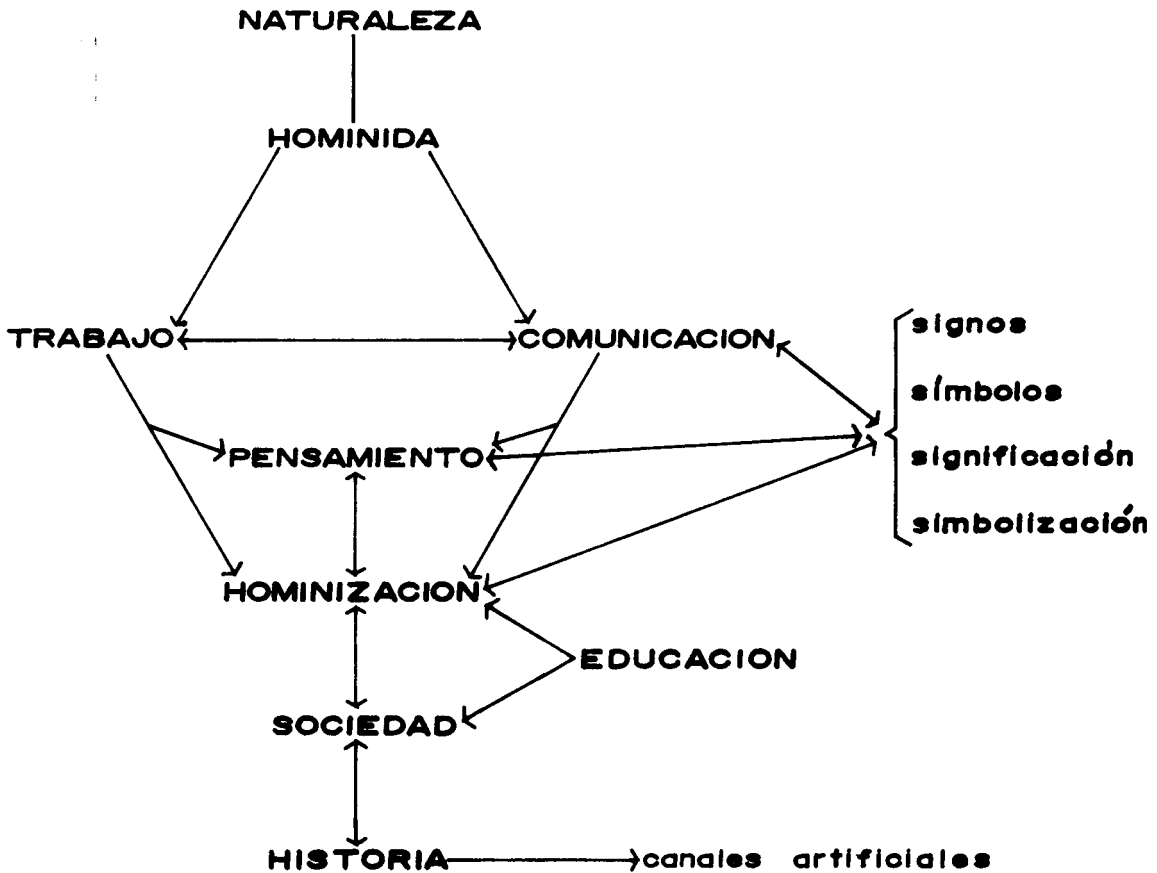 NATURALEZA
HOMINIDA
TRABAJO
COMUNICACION
signos
símbolos
significación
simbolización
PENSAMIENTO
HOMINIZACION
EDUCACION
SOCIEDAD
HISTORIA
canales artificiales